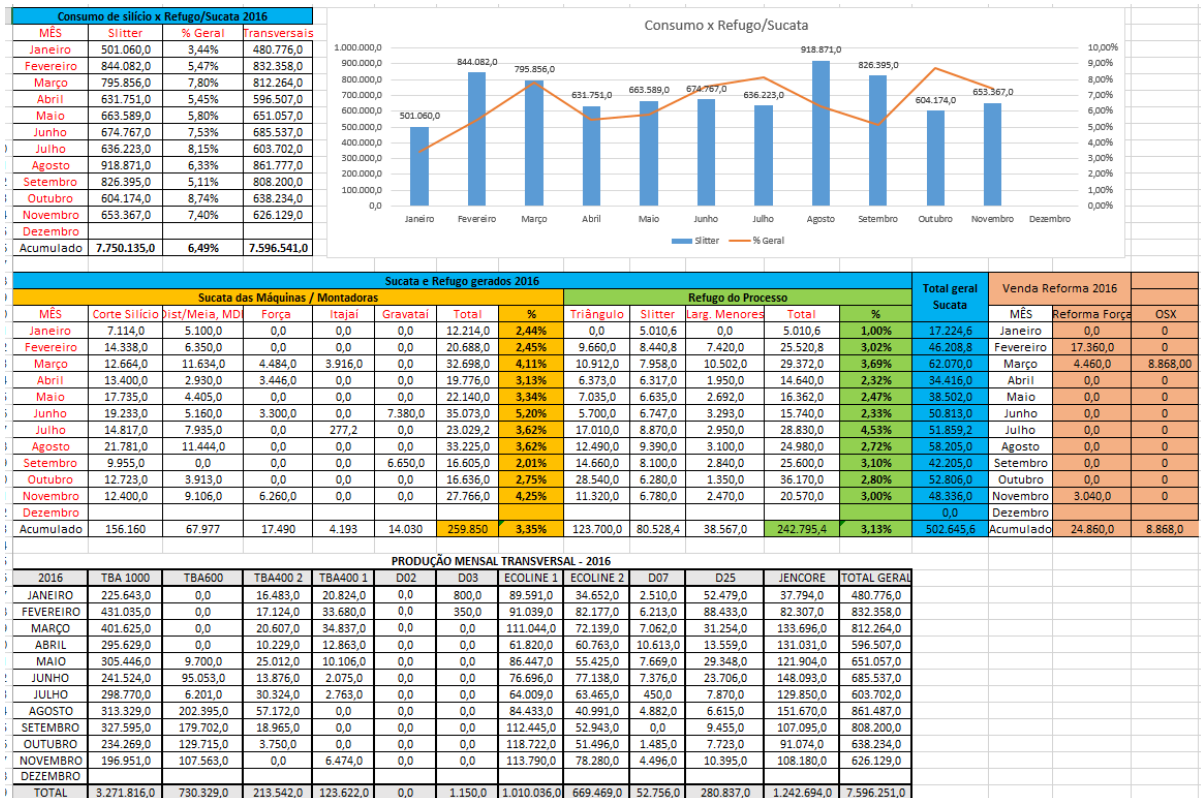 Consumo de silício x Refugo/Sucata 2016
MÊS Slitter % Geral Transversais
Janeiro 501.060,0 3,44% 480.776,0
Fevereiro 844.082,0 5,47% 832.358,0
Março 795.856,0 7,80% 812.264,0
Abril 631.751,0 5,45% 596.507,0
Maio 663.589,0 5,80% 651.057,0
Junho 674.767,0 7,53% 685.537,0
Julho 636.223,0 8,15% 603.702,0
Agosto 918.871,0 6,33% 861.777,0
Setembro 826.395,0 5,11% 808.200,0
Outubro 604.174,0 8,74% 638.234,0
Novembro 653.367,0 7,40% 626.129,0
Dezembro
Acumulado 7.750.135,0 6,49% 7.596.541,0
Consumo x Refugo/Sucata
1.000.000,0 10,00%
900.000,0 9,00%
800.000,0 8,00%
700.000,0 7,00%
600.000,0 6,00%
500.000,0 5,00%
400.000,0 4,00%
300.000,0 3,00%
200.000,0 2,00%
100.000,0 1,00%
0,0 0,00%
501.060,0 844.082,0 795.856,0 631.751,0 663.589,0 674.767,0 636.223,0 918.871,0 826.395,0 604.174,0 653.367,0
Janeiro Fevereiro Março Abril Maio Junho Julho Agosto Setembro Outubro Novembro Dezembro
Slitter % Geral
Sucata e Refugo gerados 2016 Total geral Sucata Venda Reforma 2016
Sucata das Máquinas / Montadoras Refugo do Processo
MÊS Corte Silício Dist/Meia, MDI Força Itajaí Gravataí Total % Triângulo Slitter Larg. Menores Total % MÊS Reforma Força OSX
Janeiro 7.114,0 5.100,0 0,0 0,0 0,0 12.214,0 2,44% 0,0 5.010,6 0,0 5.010,6 1,00% 17.224,6 Janeiro 0,0 0
Fevereiro 14.338,0 6.350,0 0,0 0,0 0,0 20.688,0 2,45% 9.660,0 8.440,8 7.420,0 25.520,8 3,02% 46.208,8 Fevereiro 17.360,0 0
Março 12.664,0 11.634,0 4.484,0 3.916,0 0,0 32.698,0 4,11% 10.912,0 7.958,0 10.502,0 29.372,0 3,69% 62.070,0 Março 4.460,0 8.868,00
Abril 13.400,0 2.930,0 3.446,0 0,0 0,0 19.776,0 3,13% 6.373,0 6.317,0 1.950,0 14.640,0 2,32% 34.416,0 Abril 0,0 0
Maio 17.735,0 4.405,0 0,0 0,0 0,0 22.140,0 3,34% 7.035,0 6.635,0 2.692,0 16.362,0 2,47% 38.502,0 Maio 0,0 0
Junho 19.233,0 5.160,0 3.300,0 0,0 7.380,0 35.073,0 5,20% 5.700,0 6.747,0 3.293,0 15.740,0 2,33% 50.813,0 Junho 0,0 0
Julho 14.817,0 7.935,0 0,0 277,2 0,0 23.029,2 3,62% 17.010,0 8.870,0 2.950,0 28.830,0 4,53% 51.859,2 Julho 0,0 0
Agosto 21.781,0 11.444,0 0,0 0,0 0,0 33.225,0 3,62% 12.490,0 9.390,0 3.100,0 24.980,0 2,72% 58.205,0 Agosto 0,0 0
Setembro 9.955,0 0,0 0,0 0,0 6.650,0 16.605,0 2,01% 14.660,0 8.100,0 2.840,0 25.600,0 3,10% 42.205,0 Setembro 0,0 0
Outubro 12.723,0 3.913,0 0,0 0,0 0,0 16.636,0 2,75% 28.540,0 6.280,0 1.350,0 36.170,0 2,80% 52.806,0 Outubro 0,0 0
Novembro 12.400,0 9.106,0 6.260,0 0,0 0,0 27.766,0 4,25% 11.320,0 6.780,0 2.470,0 20.570,0 3,00% 48.336,0 Novembro 3.040,0 0
Dezembro 0,0 Dezembro
Acumulado 156.160 67.977 17.490 4.193 14.030 259.850 3,35% 123.700,0 80.528,4 38.567,0 242.795,4 3,13% 502.645,6 Acumulado 24.860,0 8.868,0
PRODUÇÃO MENSAL TRANSVERSAL - 2016
2016 TBA 1000 TBA600 TBA400 2 TBA400 1 D02 D03 ECOLINE 1 ECOLINE 2 D07 D25 JENCORE TOTAL GERAL
JANEIRO 225.643,0 0,0 16.483,0 20.824,0 0,0 800,0 89.591,0 34.652,0 2.510,0 52.479,0 37.794,0 480.776,0
FEVEREIRO 431.035,0 0,0 17.124,0 33.680,0 0,0 350,0 91.039,0 82.177,0 6.213,0 88.433,0 82.307,0 832.358,0
MARÇO 401.625,0 0,0 20.607,0 34.837,0 0,0 0,0 111.044,0 72.139,0 7.062,0 31.254,0 133.696,0 812.264,0
ABRIL 295.629,0 0,0 10.229,0 12.863,0 0,0 0,0 61.820,0 60.763,0 10.613,0 13.559,0 131.031,0 596.507,0
MAIO 305.446,0 9.700,0 25.012,0 10.106,0 0,0 0,0 86.447,0 55.425,0 7.669,0 29.348,0 121.904,0 651.057,0
JUNHO 241.524,0 95.053,0 13.876,0 2.075,0 0,0 0,0 76.696,0 77.138,0 7.376,0 23.706,0 148.093,0 685.537,0
JULHO 298.770,0 6.201,0 30.324,0 2.763,0 0,0 0,0 64.009,0 63.465,0 450,0 7.870,0 129.850,0 603.702,0
AGOSTO 313.329,0 202.395,0 57.172,0 0,0 0,0 0,0 84.433,0 40.991,0 4.882,0 6.615,0 151.670,0 861.487,0
SETEMBRO 327.595,0 179.702,0 18.965,0 0,0 0,0 0,0 112.445,0 52.943,0 0,0 9.455,0 107.095,0 808.200,0
OUTUBRO 234.269,0 129.715,0 3.750,0 0,0 0,0 0,0 118.722,0 51.496,0 1.485,0 7.723,0 91.074,0 638.234,0
NOVEMBRO 196.951,0 107.563,0 0,0 6.474,0 0,0 0,0 113.790,0 78.280,0 4.496,0 10.395,0 108.180,0 626.129,0
DEZEMBRO
TOTAL 3.271.816,0 730.329,0 213.542,0 123.622,0 0,0 1.150,0 1.010.036,0 669.469,0 52.756,0 280.837,0 1.242.694,0 7.596.251,0